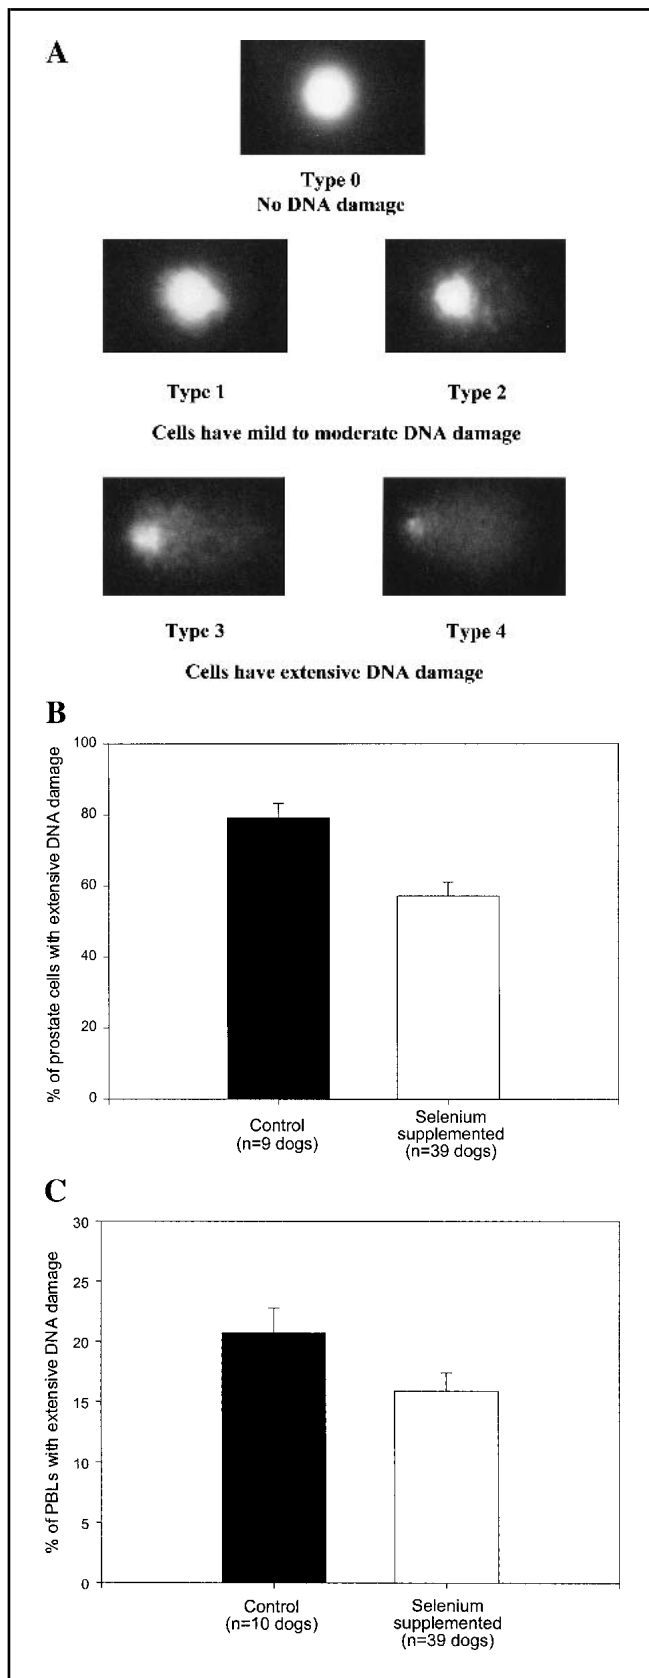 A
Type 0
No DNA damage
Type 1
Type 2
Cells have mild to moderate DNA damage
Type 3
Type 4
Cells have extensive DNA damage
B
% of prostate cells with extensive DNA damage
100
80
60
40
20
0
Control
(n=9 dogs)
Selenium
supplemented
(n=39 dogs)
C
% of PBLs with extensive DNA damage
30
25
20
15
10
5
0
Control
(n=10 dogs)
Selenium
supplemented
(n=39 dogs)